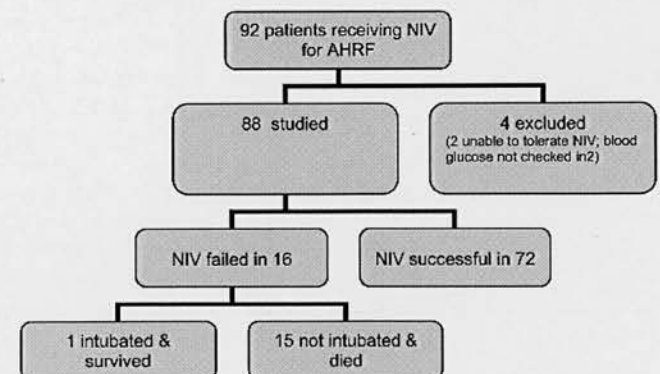 92 patients receiving NIV
for AHRF
88 studied
4 excluded
(2 unable to tolerate NIV; blood
glucose not checked in2)
NIV failed in 16
NIV successful in 72
1 intubated &
survived
15 not intubated &
died